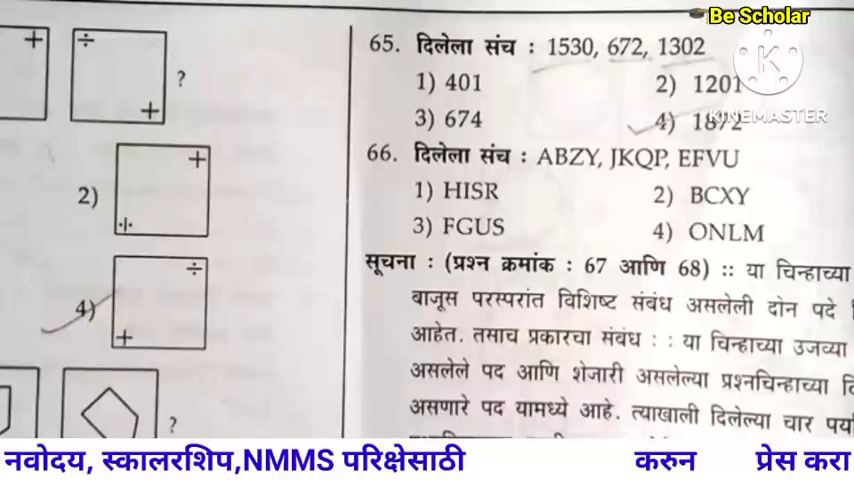 Be Scholar
KINEMASTER
?
2)
4)
?
65. दिलेला संच : 1530, 672, 1302
1) 401 2) 1201
3) 674 4) 1872
66. दिलेला संच : ABZY, JKQP, EFVU
1) HISR 2) BCXY
3) FGUS 4) ONLM
सूचना : (प्रश्न क्रमांक : 67 आणि 68) :: या चिन्हाच्या
बाजूस परस्परांत विशिष्ट संबंध असलेली दोन पदे
आहेत. तसाच प्रकारचा संबंध : : या चिन्हाच्या उजव्या
असलेले पद आणि शेजारी असलेल्या प्रश्नचिन्हाच्या
असणारे पद यामध्ये आहे. त्याखाली दिलेल्या चार
नवोदय, स्कालरशिप,NMMS परिक्षेसाठी करुन प्रेस करा